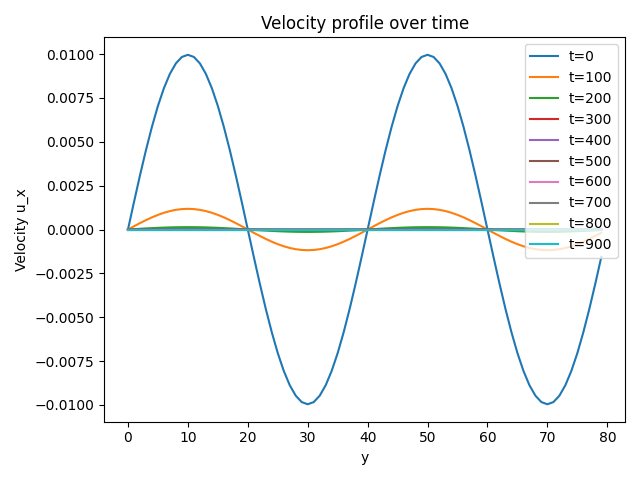 Velocity profile over time
0.0100
0.0075
0.0050
0.0025
0.0000
−0.0025
−0.0050
−0.0075
−0.0100
Velocity u_x
0 10 20 30 40 50 60 70 80
y
t=0
t=100
t=200
t=300
t=400
t=500
t=600
t=700
t=800
t=900